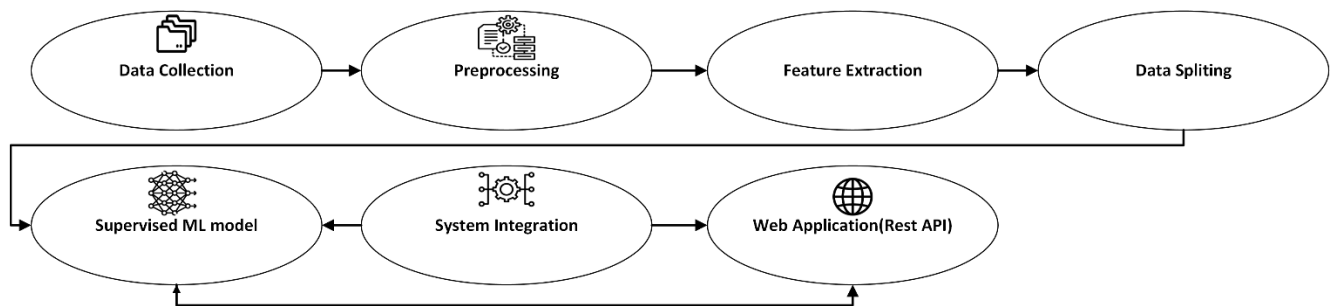 Data Collection
Preprocessing
Feature Extraction
Data Spliting
Supervised ML model
System Integration
Web Application(Rest API)